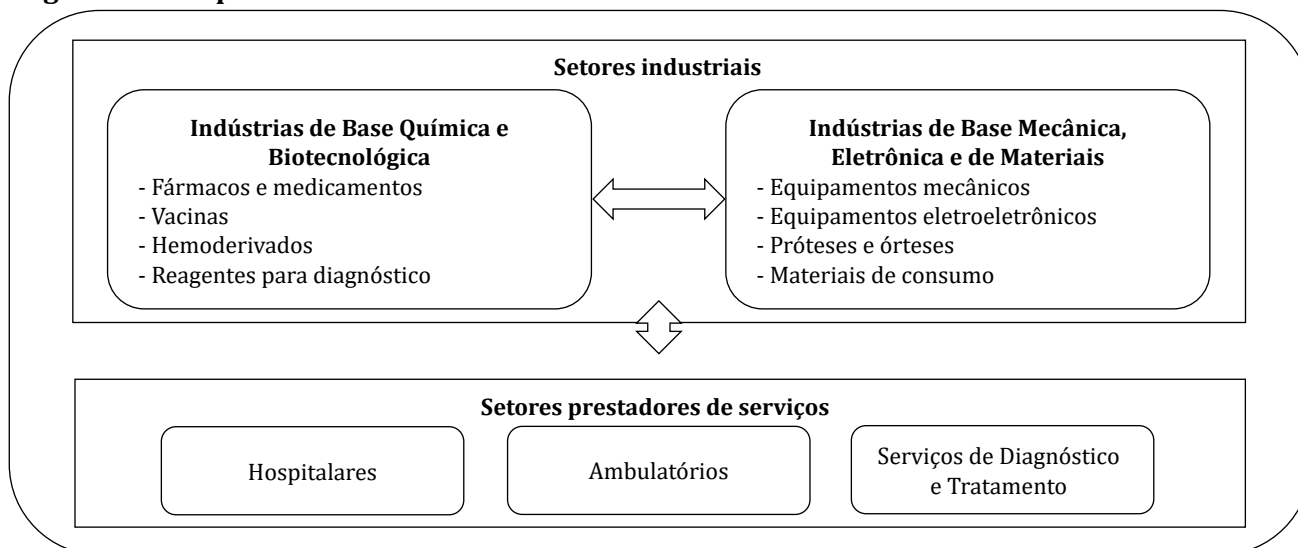 Setores industriais
Indústrias de Base Química e
Biotecnológica
- Fármacos e medicamentos
- Vacinas
- Hemoderivados
- Reagentes para diagnóstico
Indústrias de Base Mecânica,
Eletrônica e de Materiais
- Equipamentos mecânicos
- Equipamentos eletroeletrônicos
- Próteses e órteses
- Materiais de consumo
Setores prestadores de serviços
Hospitalares
Ambulatórios
Serviços de Diagnóstico
e Tratamento